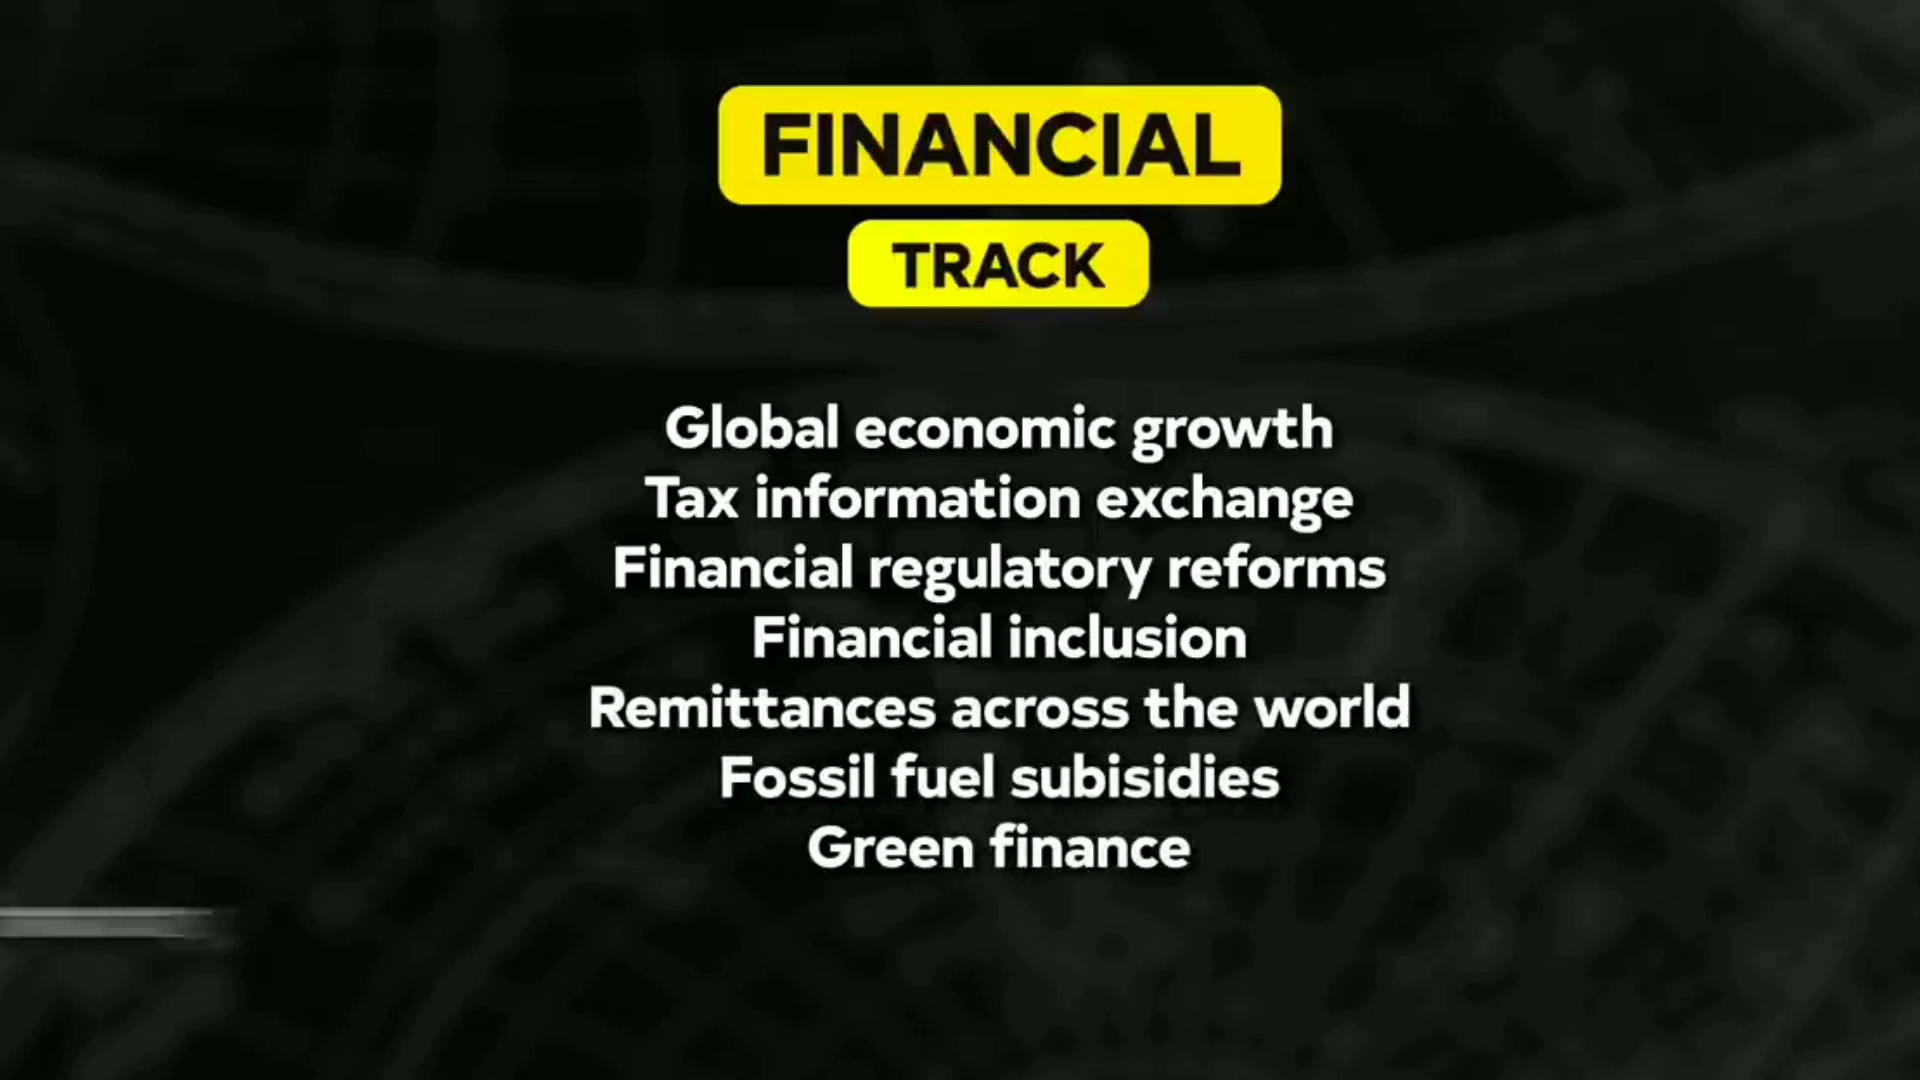 FINANCIAL
TRACK
Global economic growth
Tax information exchange
Financial regulatory reforms
Financial inclusion
Remittances across the world
Fossil fuel subisidies
Green finance